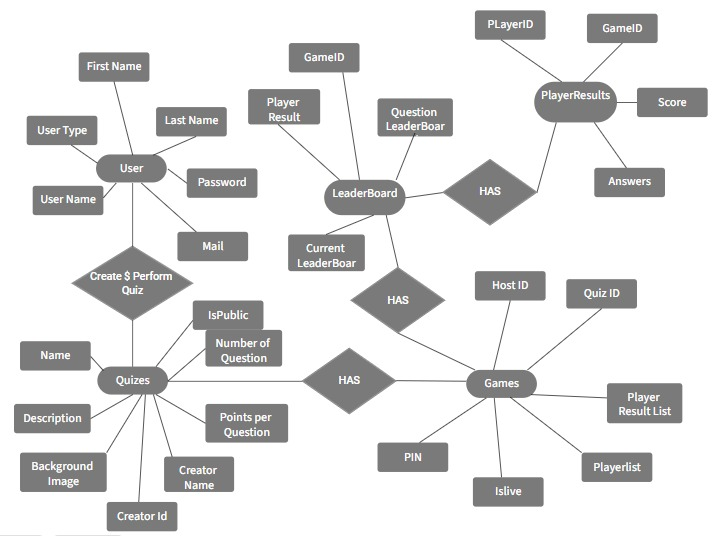 PLayerID
GameID
GameID
First Name
PlayerResults
Score
Player
Result
Question
LeaderBoar
Last Name
User Type
User
Password
Answers
User Name
LeaderBoard
HAS
Mail
Current
LeaderBoar
Create $ Perform
Quiz
Host ID
Quiz ID
HAS
IsPublic
Number of
Question
Name
Quizes
HAS
Games
Player
Result List
Description
Points per
Question
PIN
Playerlist
Background
Image
Creator
Name
Islive
Creator Id